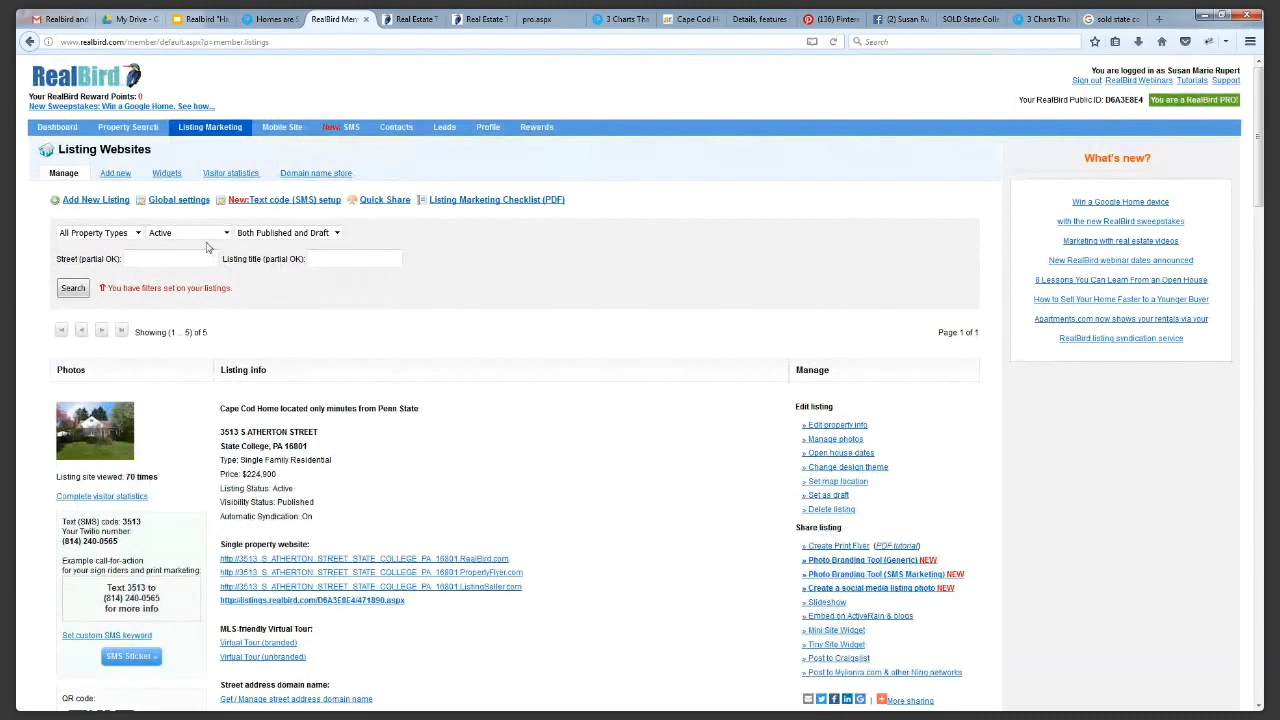 Realbird and
My Drive - G
Realbird "He
Homes are S
RealBird Mem
Real Estate T
Real Estate T
pro.asp
3 Charts The
Cape Cod H
Details, features
(136) Pintere
(2) Susan Ru
SOLD State Colle
3 Charts The
sold state co
www.realbird.com/member/default.aspx?p=member.listings
Search
RealBird
You are logged in as Susan Marie Rupert
Sign out RealBird Webinars Tutorials Support
Your RealBird Reward Points: 0
New Sweepstakes: Win a Google Home. See how...
Your RealBird Public ID: D6A3E8E4 You are a RealBird PRO!
Dashboard Property Search Listing Marketing Mobile Site New: SMS Contacts Leads Profile Rewards
Listing Websites
Manage Add new Widgets Visitor statistics Domain name store
Add New Listing Global settings New:Text code (SMS) setup Quick Share Listing Marketing Checklist (PDF)
All Property Types Active Both Published and Draft
Street (partial OK): Listing title (partial OK):
Search You have filters set on your listings.
Showing (1 .. 5) of 5 Page 1 of 1
Photos Listing info Manage
Cape Cod Home located only minutes from Penn State
3513 S ATHERTON STREET
State College, PA 16801
Type: Single Family Residential
Price: $224,900
Listing Status: Active
Visibility Status: Published
Automatic Syndication: On
Single property website:
http://3513_S_ATHERTON_STREET_STATE_COLLEGE_PA_16801.RealBird.com
http://3513_S_ATHERTON_STREET_STATE_COLLEGE_PA_16801.PropertyFlyer.com
http://3513_S_ATHERTON_STREET_STATE_COLLEGE_PA_16801.ListingSeller.com
http://listings.realbird.com/D6A3E8E4/471890.aspx
MLS-friendly Virtual Tour:
Virtual Tour (branded)
Virtual Tour (unbranded)
Street address domain name:
Get / Manage street address domain name
Listing site viewed: 70 times
Complete visitor statistics
Text (SMS) code: 3513
Your Twilio number:
(814) 240-0565
Example call-for-action
for your sign riders and print marketing:
Text 3513 to
(814) 240-0565
for more info
Set custom SMS keyword
SMS Sticker »
QR code:
Edit listing
» Edit property info
» Manage photos
» Open house dates
» Change design theme
» Set map location
» Set as draft
» Delete listing
Share listing
» Create Print Flyer (PDF tutorial)
» Photo Branding Tool (Generic) NEW
» Photo Branding Tool (SMS Marketing) NEW
» Create a social media listing photo NEW
» Slideshow
» Embed on ActiveRain & blogs
» Mini Site Widget
» Tiny Site Widget
» Post to Craigslist
» Post to Mylionra.com & other Ning networks
More sharing
What's new?
Win a Google Home device
with the new RealBird sweepstakes
Marketing with real estate videos
New RealBird webinar dates announced
8 Lessons You Can Learn From an Open House
How to Sell Your Home Faster to a Younger Buyer
Apartments.com now shows your rentals via your
RealBird listing syndication service